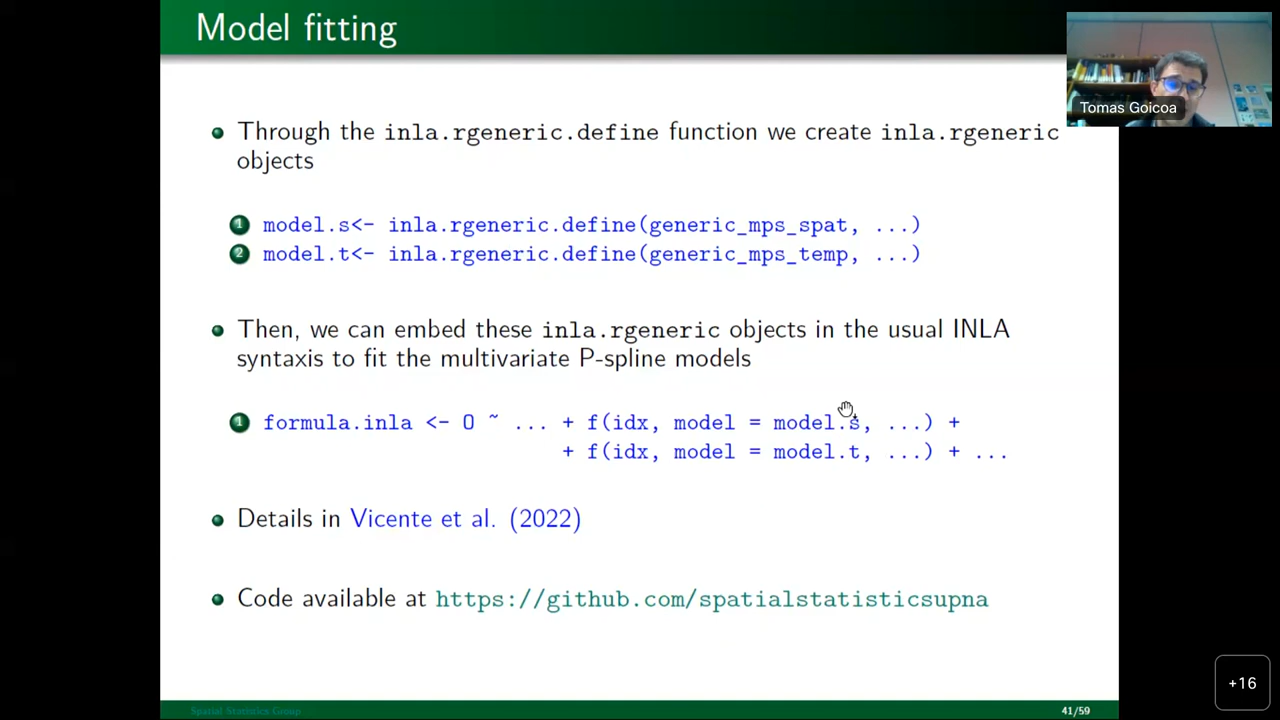 Model fitting
Tomas Goicoa
Through the inla.rgeneric.define function we create inla.rgeneric
objects
1 model.s<- inla.rgeneric.define(generic_mps_spat, ...)
2 model.t<- inla.rgeneric.define(generic_mps_temp, ...)
Then, we can embed these inla.rgeneric objects in the usual INLA
syntaxis to fit the multivariate P-spline models
1 formula.inla <- O ~ ... + f(idx, model = model.s, ...) +
+ f(idx, model = model.t, ...) + ...
Details in Vicente et al. (2022)
Code available at https://github.com/spatialstatisticsupna
+16
Spatial Statistics Group
41/59